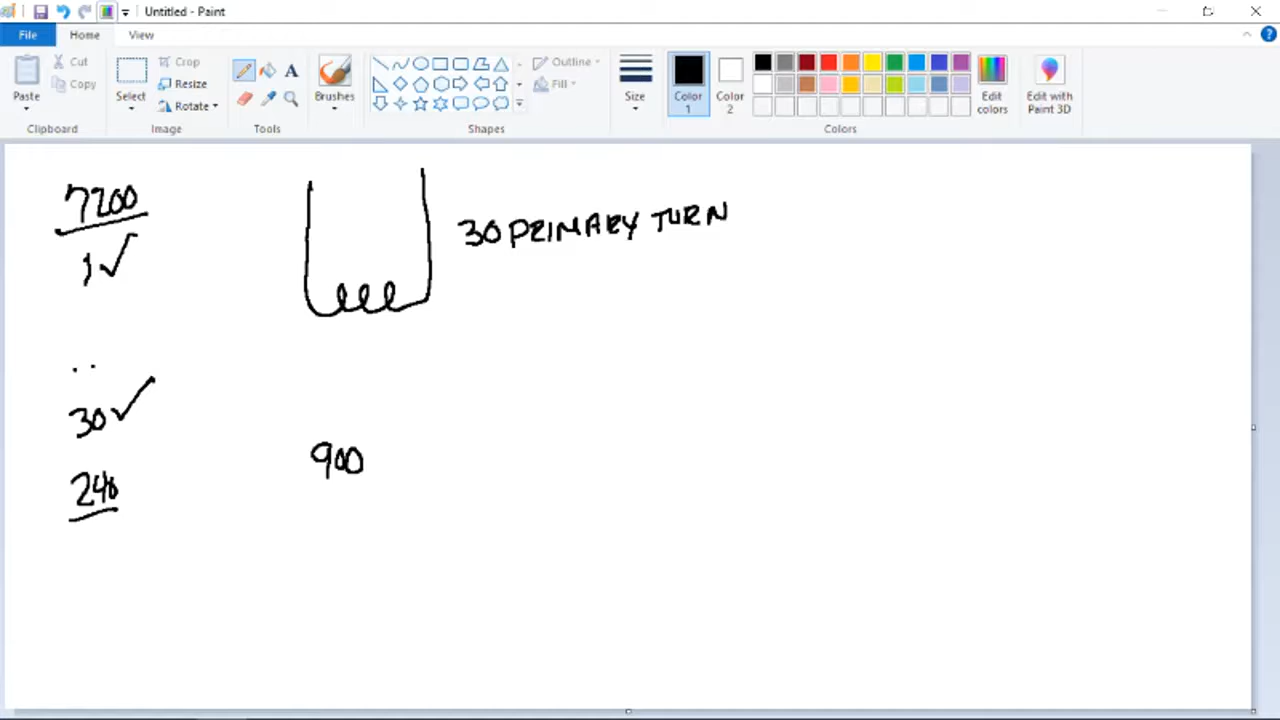 Untitled - Paint
File Home View
Paste
Cut
Copy
Clipboard
Select
Crop
Resize
Rotate
Image
A
Tools
Brushes
Outline
Fill
Shapes
Size
Color 1
Color 2
Edit colors
Colors
Edit with Paint 3D
7200
1
30 PRIMARY TURN
30
240
900